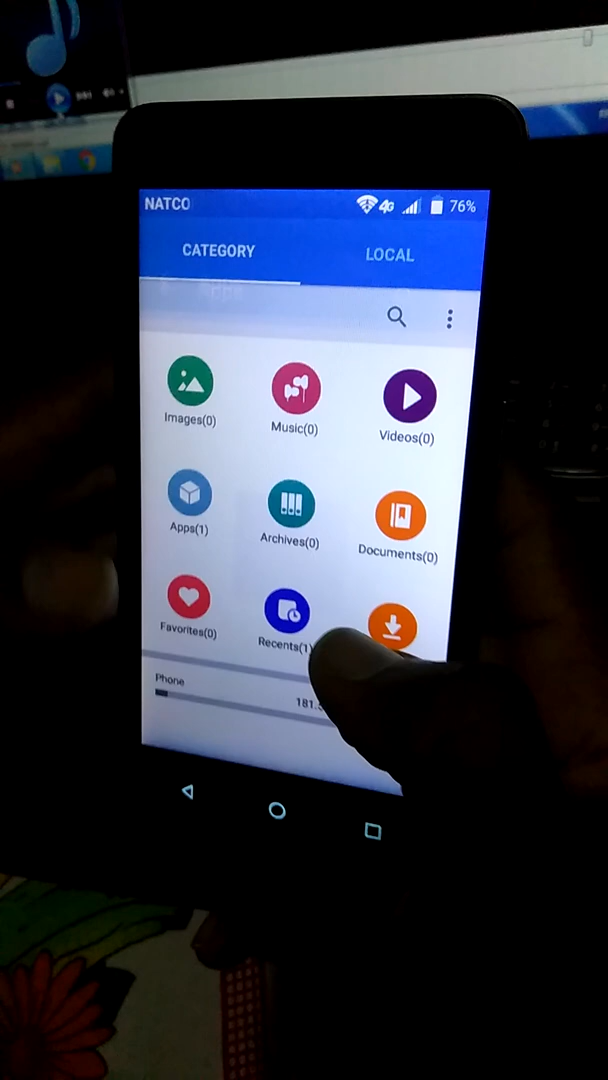 NATCO 4G 76%
CATEGORY LOCAL
Images(0) Music(0) Videos(0)
Apps(1) Archives(0) Documents(0)
Favorites(0) Recents(1)
Phone